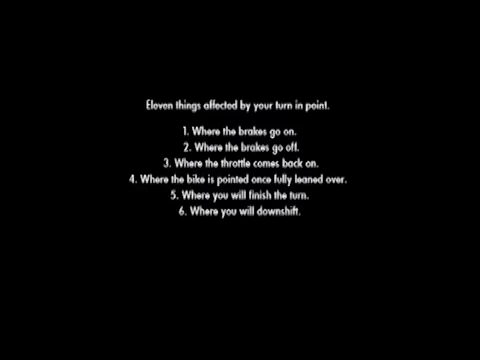 Eleven things affected by your turn in point.
1. Where the brakes go on.
2. Where the brakes go off.
3. Where the throttle comes back on.
4. Where the bike is pointed once fully leaned over.
5. Where you will finish the turn.
6. Where you will downshift.